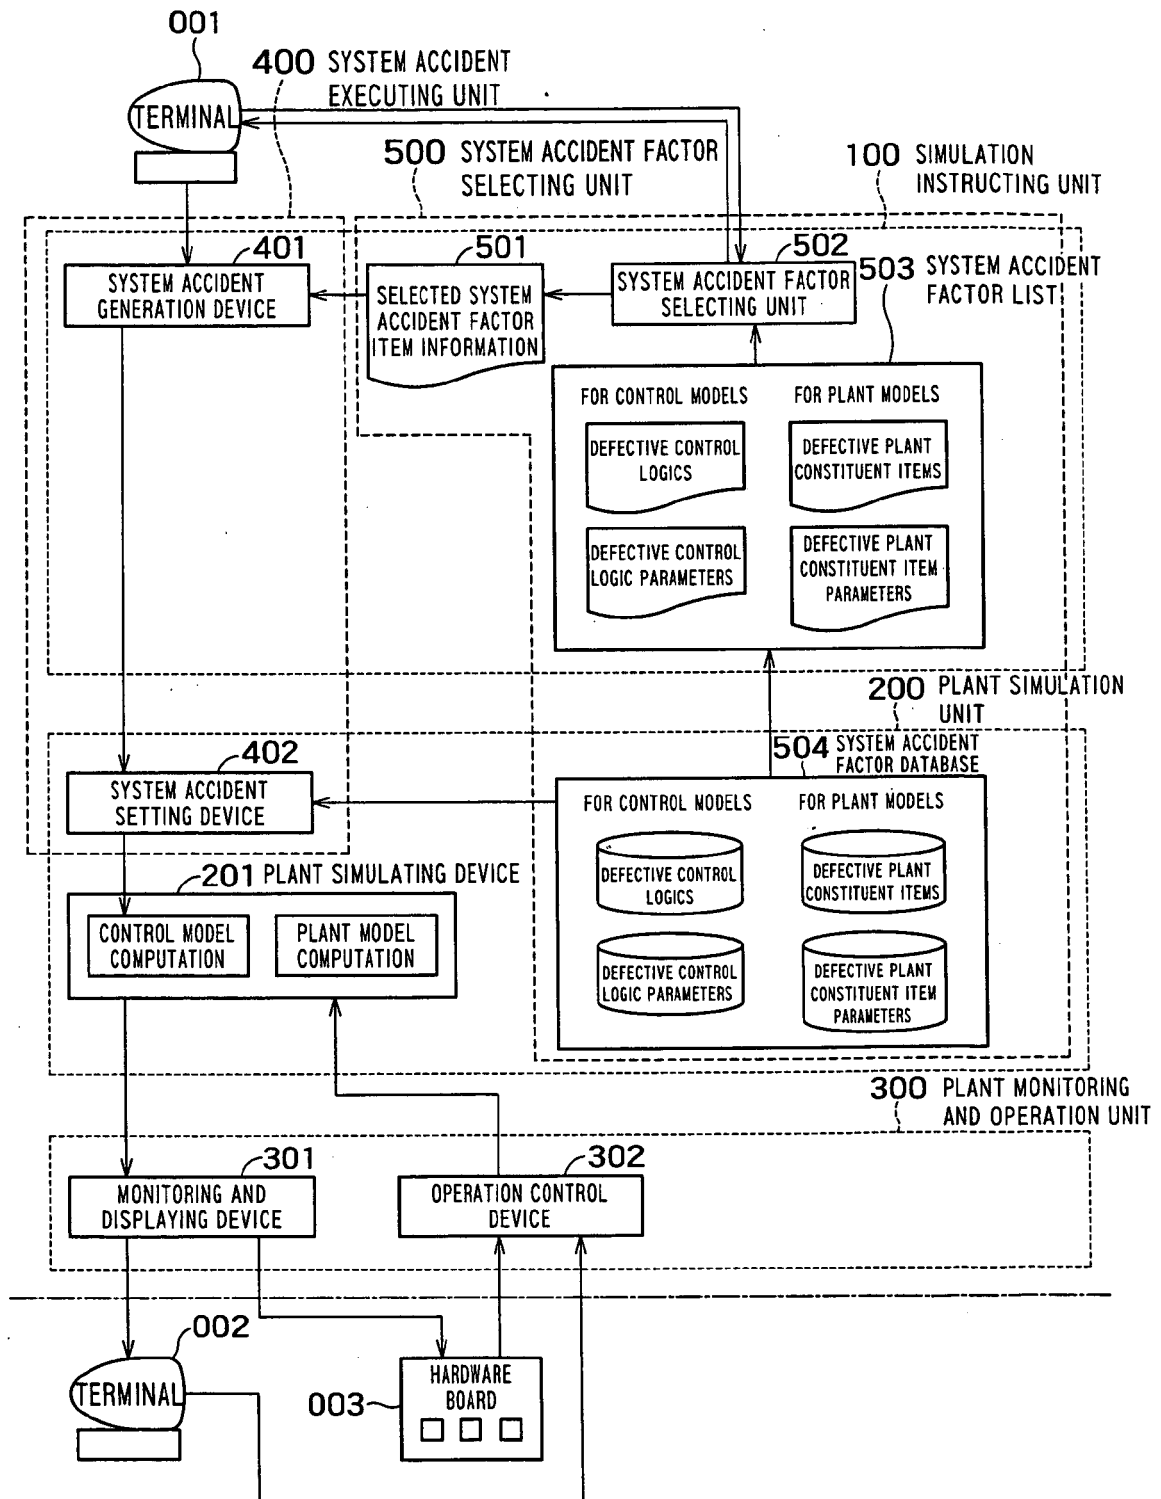 001
TERMINAL
400 SYSTEM ACCIDENT
EXECUTING UNIT
500 SYSTEM ACCIDENT FACTOR
SELECTING UNIT
100 SIMULATION
INSTRUCTING UNIT
401
SYSTEM ACCIDENT
GENERATION DEVICE
501
SELECTED SYSTEM
ACCIDENT FACTOR
ITEM INFORMATION
502
SYSTEM ACCIDENT FACTOR
SELECTING UNIT
503 SYSTEM ACCIDENT
FACTOR LIST
FOR CONTROL MODELS
FOR PLANT MODELS
DEFECTIVE CONTROL
LOGICS
DEFECTIVE PLANT
CONSTITUENT ITEMS
DEFECTIVE CONTROL
LOGIC PARAMETERS
DEFECTIVE PLANT
CONSTITUENT ITEM
PARAMETERS
200 PLANT SIMULATION
UNIT
402
SYSTEM ACCIDENT
SETTING DEVICE
504 SYSTEM ACCIDENT
FACTOR DATABASE
FOR CONTROL MODELS
FOR PLANT MODELS
DEFECTIVE CONTROL
LOGICS
DEFECTIVE PLANT
CONSTITUENT ITEMS
DEFECTIVE CONTROL
LOGIC PARAMETERS
DEFECTIVE PLANT
CONSTITUENT ITEM
PARAMETERS
201 PLANT SIMULATING DEVICE
CONTROL MODEL
COMPUTATION
PLANT MODEL
COMPUTATION
300 PLANT MONITORING
AND OPERATION UNIT
301
MONITORING AND
DISPLAYING DEVICE
302
OPERATION CONTROL
DEVICE
002
TERMINAL
003
HARDWARE
BOARD